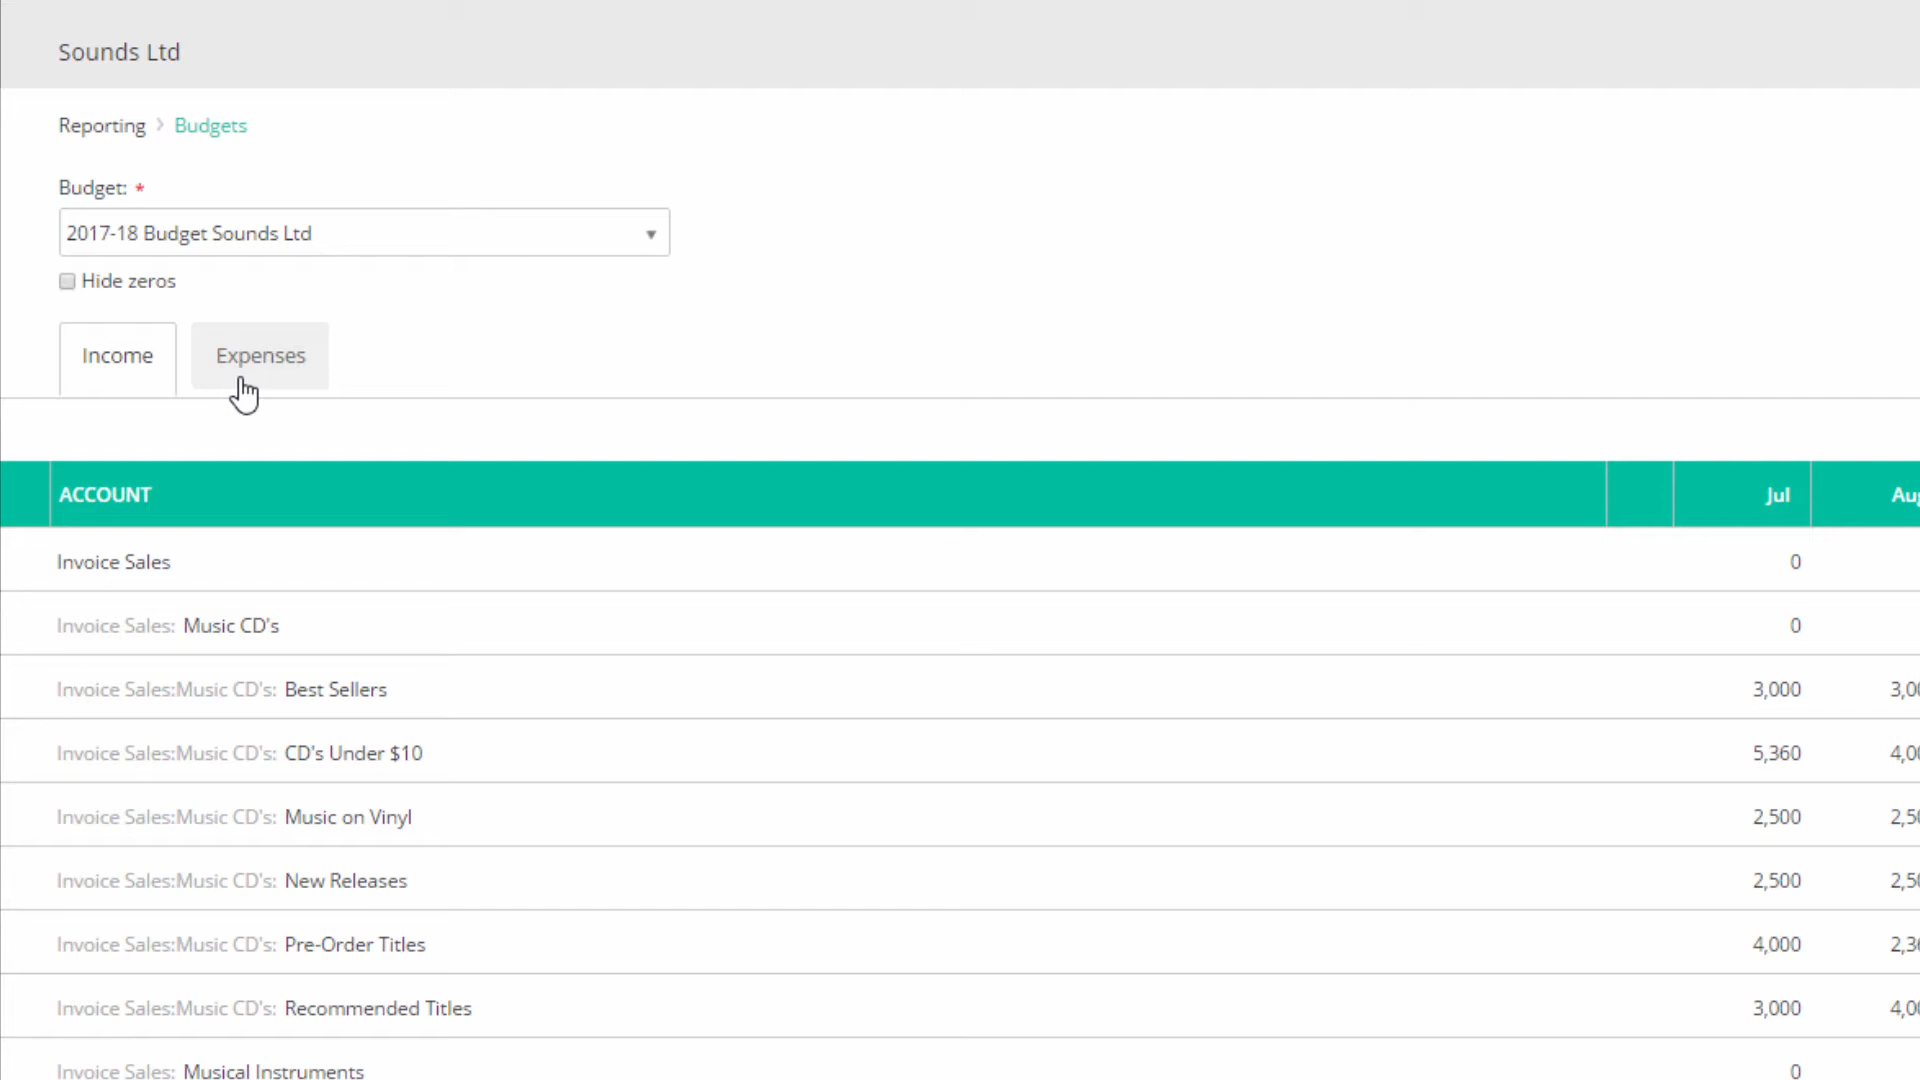 Sounds Ltd
Reporting > Budgets
Budget: *
2017-18 Budget Sounds Ltd
Hide zeros
Income Expenses
ACCOUNT Jul
Invoice Sales 0
Invoice Sales: Music CD's 0
Invoice Sales:Music CD's: Best Sellers 3,000
Invoice Sales:Music CD's: CD's Under $10 5,360
Invoice Sales:Music CD's: Music on Vinyl 2,500
Invoice Sales:Music CD's: New Releases 2,500
Invoice Sales:Music CD's: Pre-Order Titles 4,000
Invoice Sales:Music CD's: Recommended Titles 3,000
Invoice Sales: Musical Instruments 0